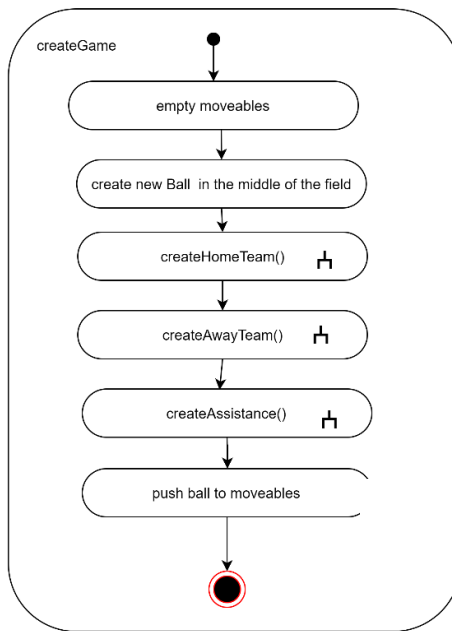 createGame
empty moveables
create new Ball in the middle of the field
createHomeTeam()
createAwayTeam()
createAssistance()
push ball to moveables